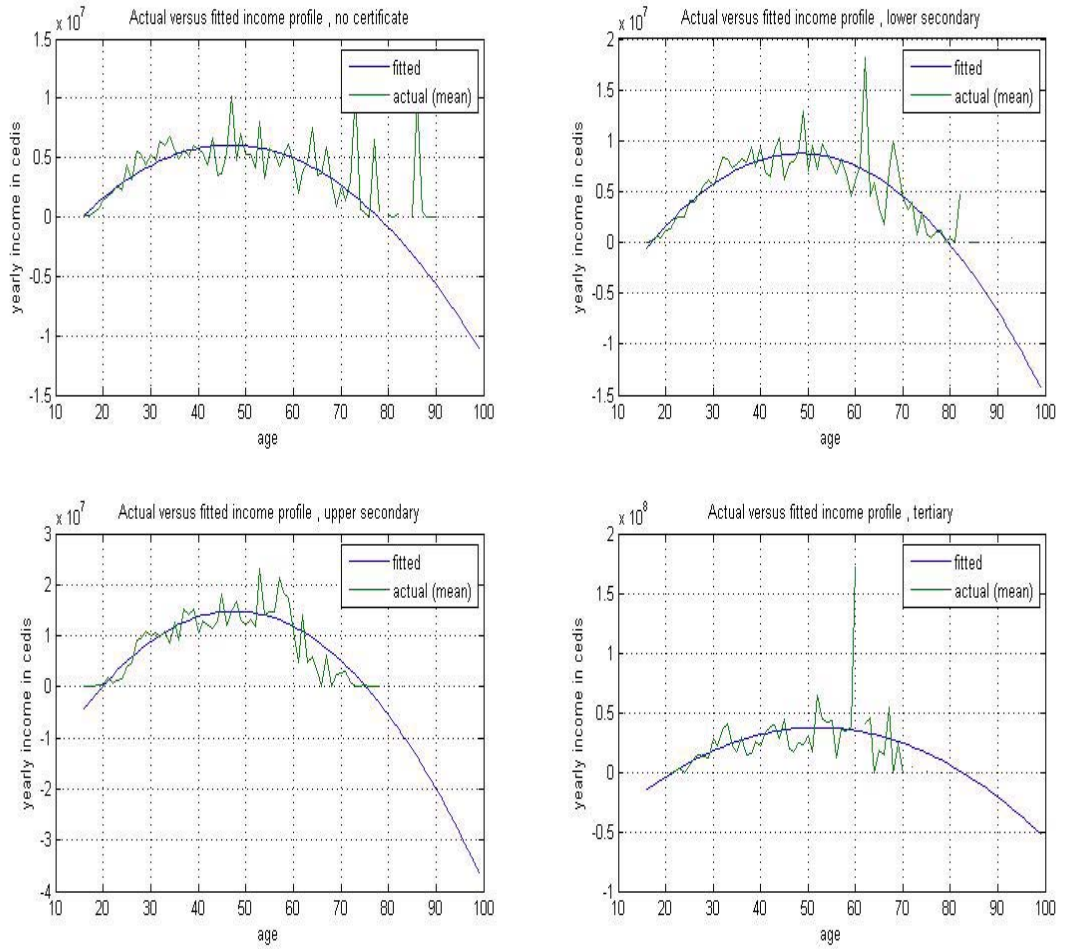 Actual versus fitted income profile , no certificate
x 10^7
yearly income in cedis
1.5
1
0.5
0
-0.5
-1
-1.5
fitted
actual (mean)
10 20 30 40 50 60 70 80 90 100
age
Actual versus fitted income profile , lower secondary
x 10^7
yearly income in cedis
2
1.5
1
0.5
0
-0.5
-1
-1.5
fitted
actual (mean)
10 20 30 40 50 60 70 80 90 100
age
Actual versus fitted income profile , upper secondary
x 10^7
yearly income in cedis
3
2
1
0
-1
-2
-3
-4
fitted
actual (mean)
10 20 30 40 50 60 70 80 90 100
age
Actual versus fitted income profile , tertiary
x 10^8
yearly income in cedis
2
1.5
1
0.5
0
-0.5
-1
fitted
actual (mean)
10 20 30 40 50 60 70 80 90 100
age